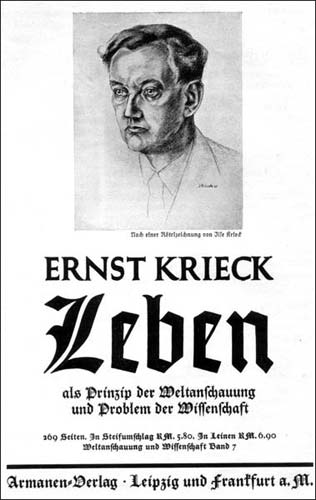 Nach einer Rötelzeichnung von Ilse Krieck
ERNST KRIECK
Leben
als Prinzip der Weltanschauung
und Problem der Wissenschaft
269 Seiten. In Steifumschlag RM. 5.80. In Leinen RM. 6.90
Weltanschauung und Wissenschaft Band 7
Armanen-Verlag · Leipzig und Frankfurt a. M.